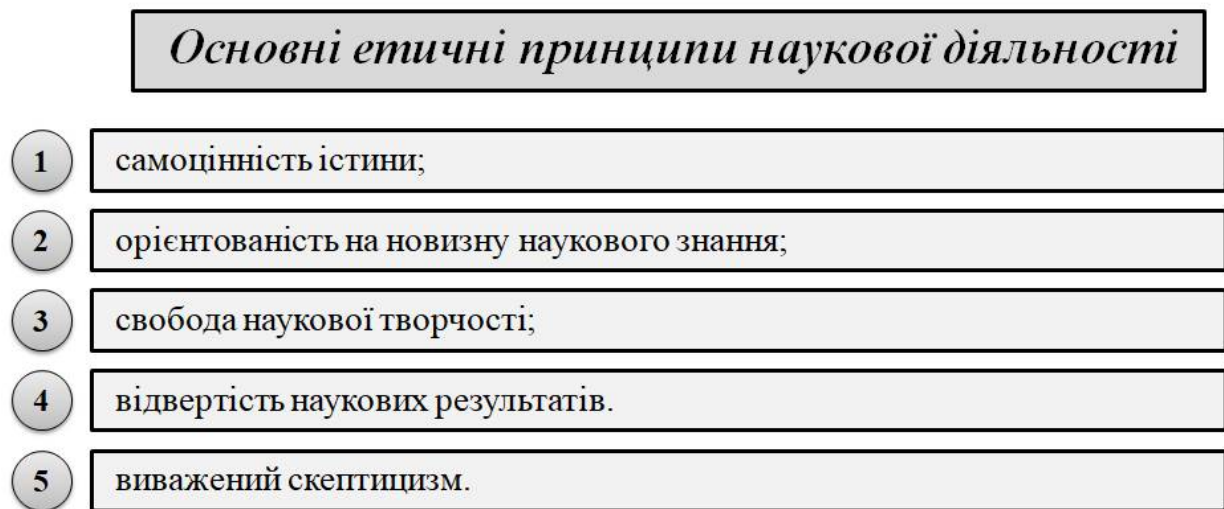 Основні етичні принципи наукової діяльності
1 самоцінність істини;
2 орієнтованість на новизну наукового знання;
3 свобода наукової творчості;
4 відвертість наукових результатів.
5 виважений скептицизм.